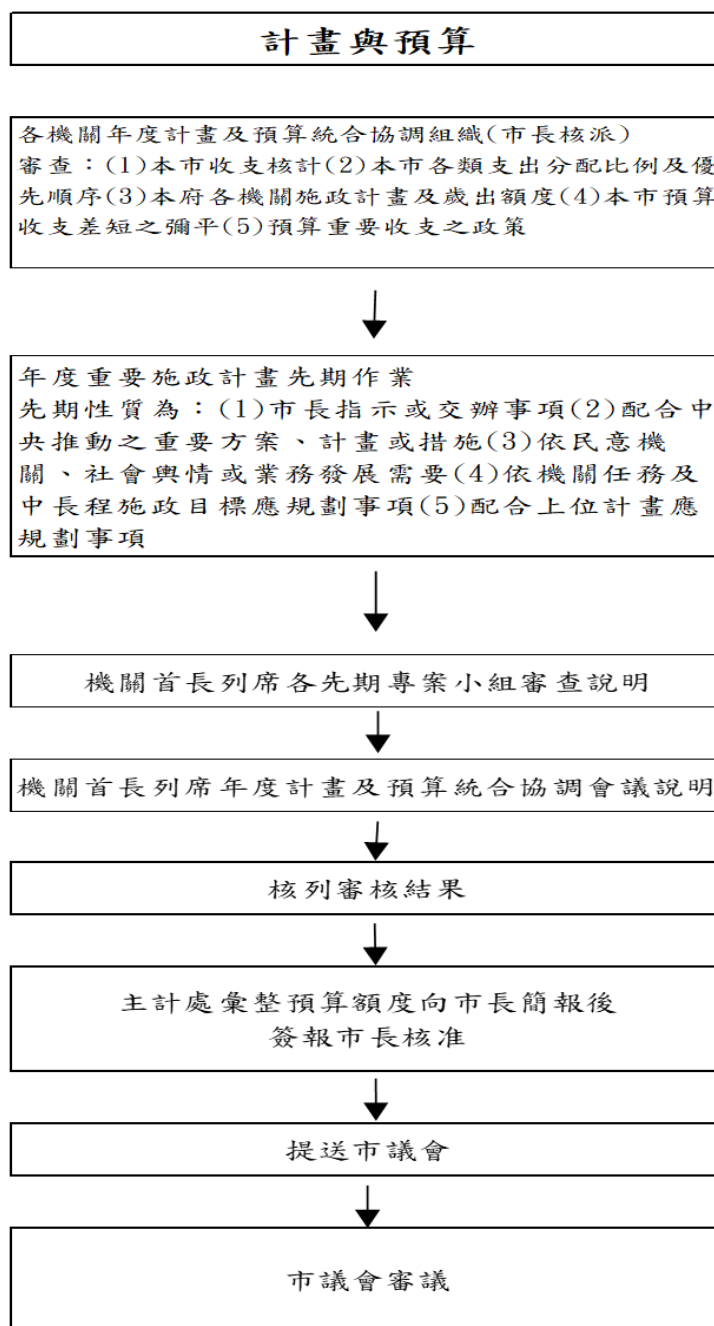 計畫與預算
各機關年度計畫及預算統合協調組織(市長核派)
審查：(1)本市收支核計(2)本市各類支出分配比例及優
先順序(3)本府各機關施政計畫及歲出額度(4)本市預算
收支差短之彌平(5)預算重要收支之政策
年度重要施政計畫先期作業
先期性質為：(1)市長指示或交辦事項(2)配合中
央推動之重要方案、計畫或措施(3)依民意機
關、社會輿情或業務發展需要(4)依機關任務及
中長程施政目標應規劃事項(5)配合上位計畫應
規劃事項
機關首長列席各先期專案小組審查說明
機關首長列席年度計畫及預算統合協調會議說明
核列審核結果
主計處彙整預算額度向市長簡報後
簽報市長核准
提送市議會
市議會審議